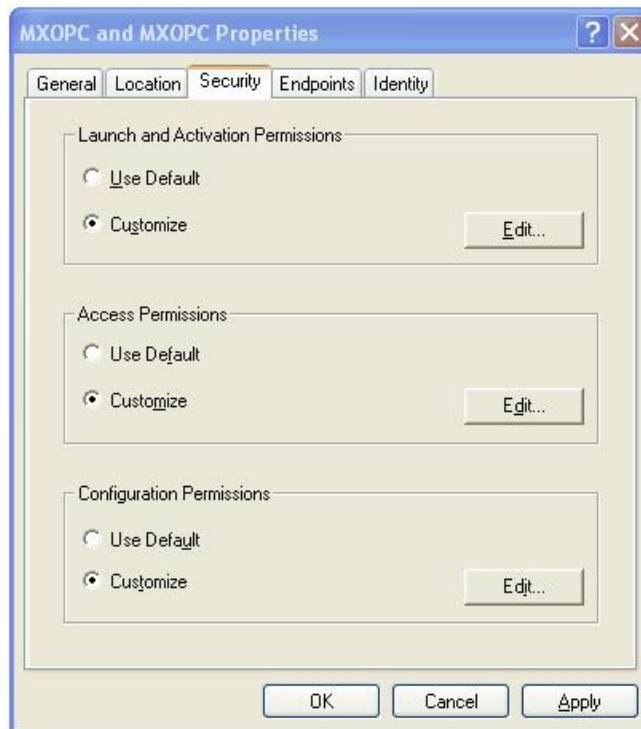 MXOPC and MXOPC Properties
General Location Security Endpoints Identity
Launch and Activation Permissions
Use Default
Customize Edit...
Access Permissions
Use Default
Customize Edit...
Configuration Permissions
Use Default
Customize Edit...
OK Cancel Apply